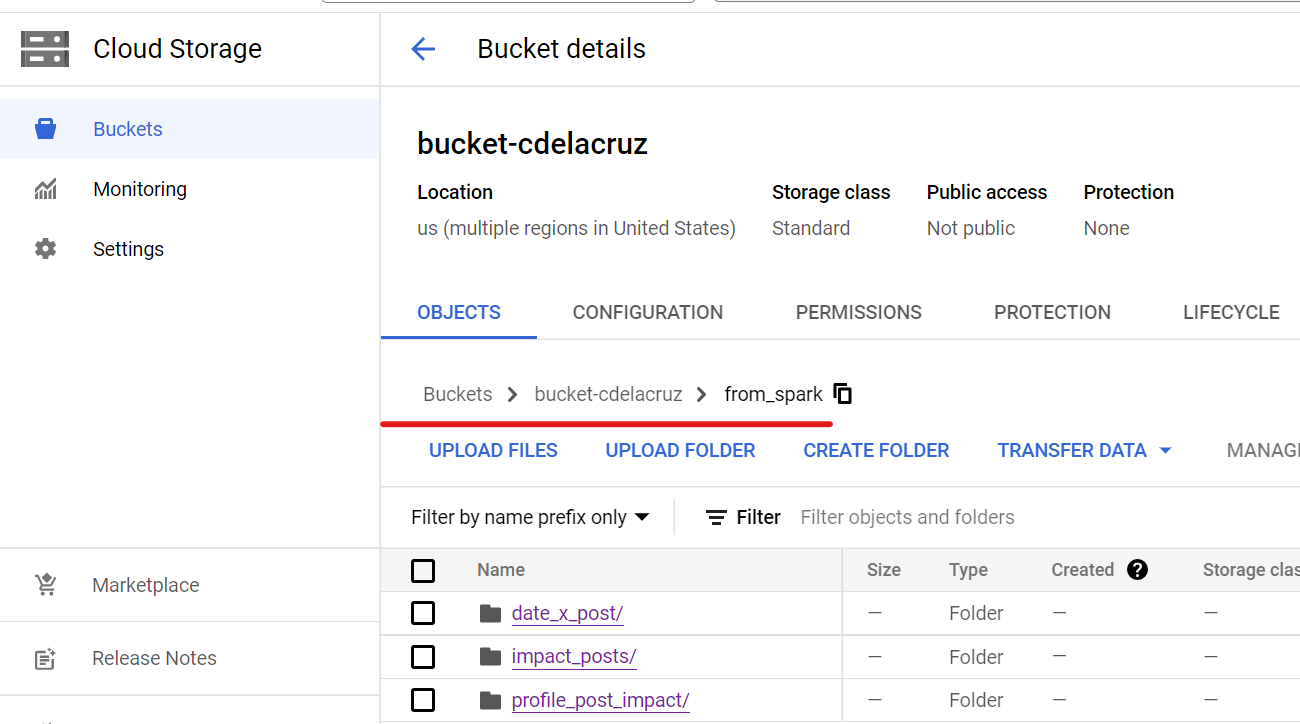 Cloud Storage
Bucket details
Buckets
Monitoring
Settings
Marketplace
Release Notes
bucket-cdelacruz
Location Storage class Public access Protection
us (multiple regions in United States) Standard Not public None
OBJECTS CONFIGURATION PERMISSIONS PROTECTION LIFECYCLE
Buckets > bucket-cdelacruz > from_spark
UPLOAD FILES UPLOAD FOLDER CREATE FOLDER TRANSFER DATA MANAG
Filter by name prefix only Filter Filter objects and folders
Name Size Type Created ? Storage clas
date_x_post/ — Folder — —
impact_posts/ — Folder — —
profile_post_impact/ — Folder — —